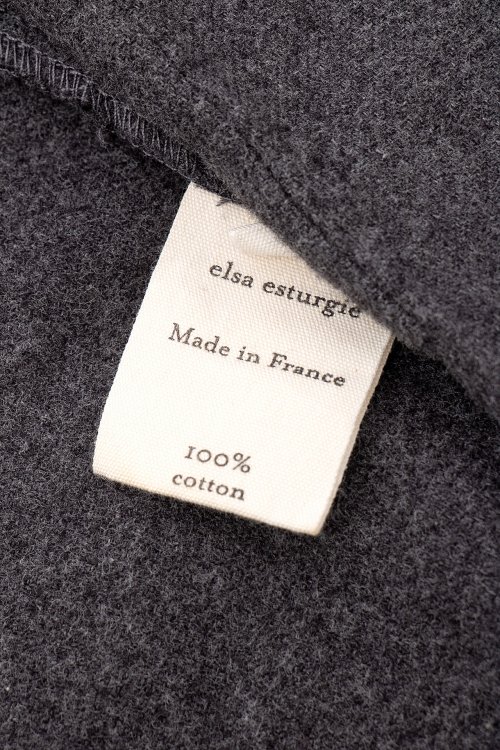 elsa esturgie
Made in France
100%
cotton